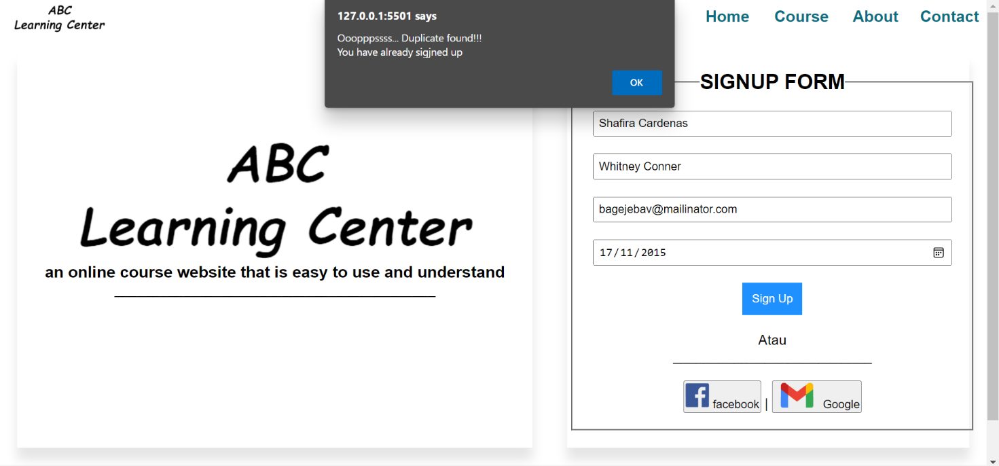 ABC
Learning Center
Home Course About Contact
127.0.0.1:5501 says
Ooopppssss... Duplicate found!!!
You have already sigjned up
OK
ABC
Learning Center
an online course website that is easy to use and understand
SIGNUP FORM
Shafira Cardenas
Whitney Conner
bagejebav@mailinator.com
17/11/2015
Sign Up
Atau
facebook | Google